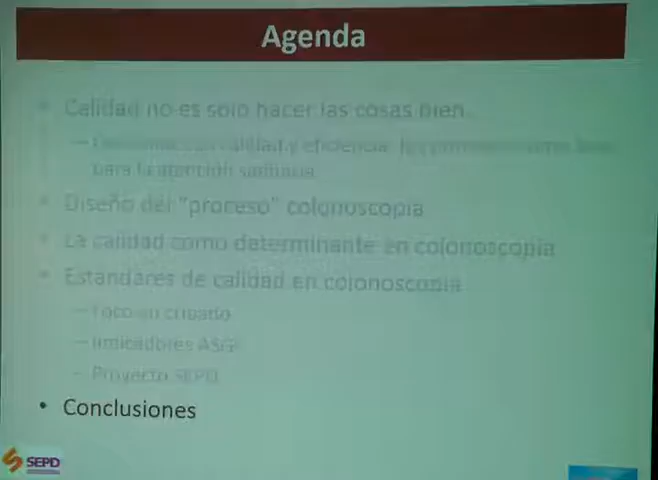 Agenda
• Calidad no es solo hacer las cosas bien
calidad y eficiencia
para la atención sanitaria
• Diseño del "proceso" colonoscopia
• La calidad como determinante en colonoscopia
• Estandares de calidad en colonoscopia
– Foco en cribado
– Indicadores ASGE
– Proyecto SEPD
• Conclusiones
SEPD